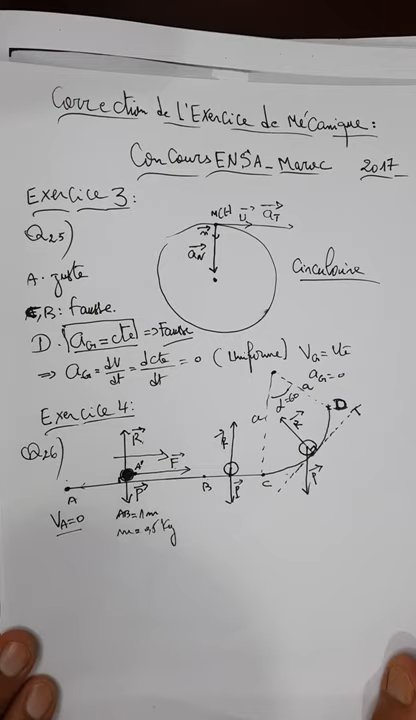 Correction de L'Exercice de Mécanique:
Concours ENSA_Maroc 2017
Exercice 3:
M(t) U→ a→T
Q25)
n→
a→N
A. juste
Circulaire
C, B: fausse.
D. aG = cte => Fausse
=> aG = dV/dt = dcte/dt = 0 (Uniforme) VG = cte
aG = 0
Exercice 4:
α=60
D
R→
T
Q26)
A' F→
M
A P→ B P→ C P→
VA=0
AB=1m
m=0,5 Kg